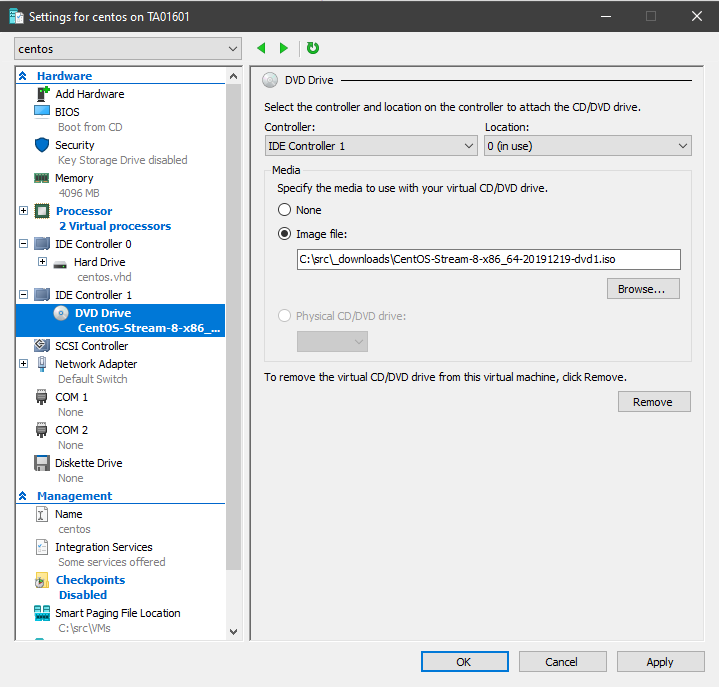 Settings for centos on TA01601
centos
Hardware
Add Hardware
BIOS
Boot from CD
Security
Key Storage Drive disabled
Memory
4096 MB
Processor
2 Virtual processors
IDE Controller 0
Hard Drive
centos.vhd
IDE Controller 1
DVD Drive
CentOS-Stream-8-x86_...
SCSI Controller
Network Adapter
Default Switch
COM 1
None
COM 2
None
Diskette Drive
None
Management
Name
centos
Integration Services
Some services offered
Checkpoints
Disabled
Smart Paging File Location
C:\src\VMs
DVD Drive
Select the controller and location on the controller to attach the CD/DVD drive.
Controller: Location:
IDE Controller 1 0 (in use)
Media
Specify the media to use with your virtual CD/DVD drive.
None
Image file:
C:\src\_downloads\CentOS-Stream-8-x86_64-20191219-dvd1.iso
Browse...
Physical CD/DVD drive:
To remove the virtual CD/DVD drive from this virtual machine, click Remove.
Remove
OK Cancel Apply